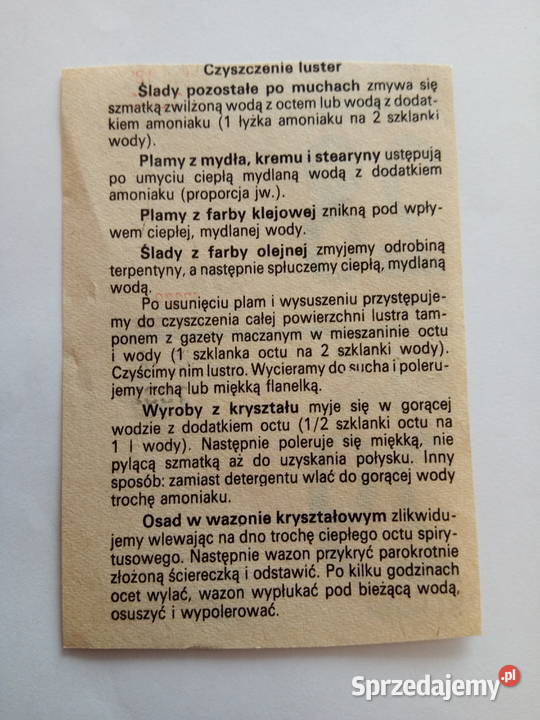 Czyszczenie luster
Ślady pozostałe po muchach zmywa się
szmatką zwilżoną wodą z octem lub wodą z dodat-
kiem amoniaku (1 łyżka amoniaku na 2 szklanki
wody).
Plamy z mydła, kremu i stearyny ustępują
po umyciu ciepłą mydlaną wodą z dodatkiem
amoniaku (proporcja jw.).
Plamy z farby klejowej znikną pod wpły-
wem ciepłej, mydlanej wody.
Ślady z farby olejnej zmyjemy odrobiną
terpentyny, a następnie spłuczemy ciepłą, mydlaną
wodą.
Po usunięciu plam i wysuszeniu przystępuje-
my do czyszczenia całej powierzchni lustra tam-
ponem z gazety maczanym w mieszaninie octu
i wody (1 szklanka octu na 2 szklanki wody).
Czyścimy nim lustro. Wycieramy do sucha i poleru-
jemy irchą lub miękką flanelką.
Wyroby z kryształu myje się w gorącej
wodzie z dodatkiem octu (1/2 szklanki octu na
1 l wody). Następnie poleruje się miękką, nie
pylącą szmatką aż do uzyskania połysku. Inny
sposób: zamiast detergentu wlać do gorącej wody
trochę amoniaku.
Osad w wazonie kryształowym zlikwidu-
jemy wlewając na dno trochę ciepłego octu spiry-
tusowego. Następnie wazon przykryć parokrotnie
złożoną ściereczką i odstawić. Po kilku godzinach
ocet wylać, wazon wypłukać pod bieżącą wodą,
osuszyć i wypolerować.
Sprzedajemy.pl